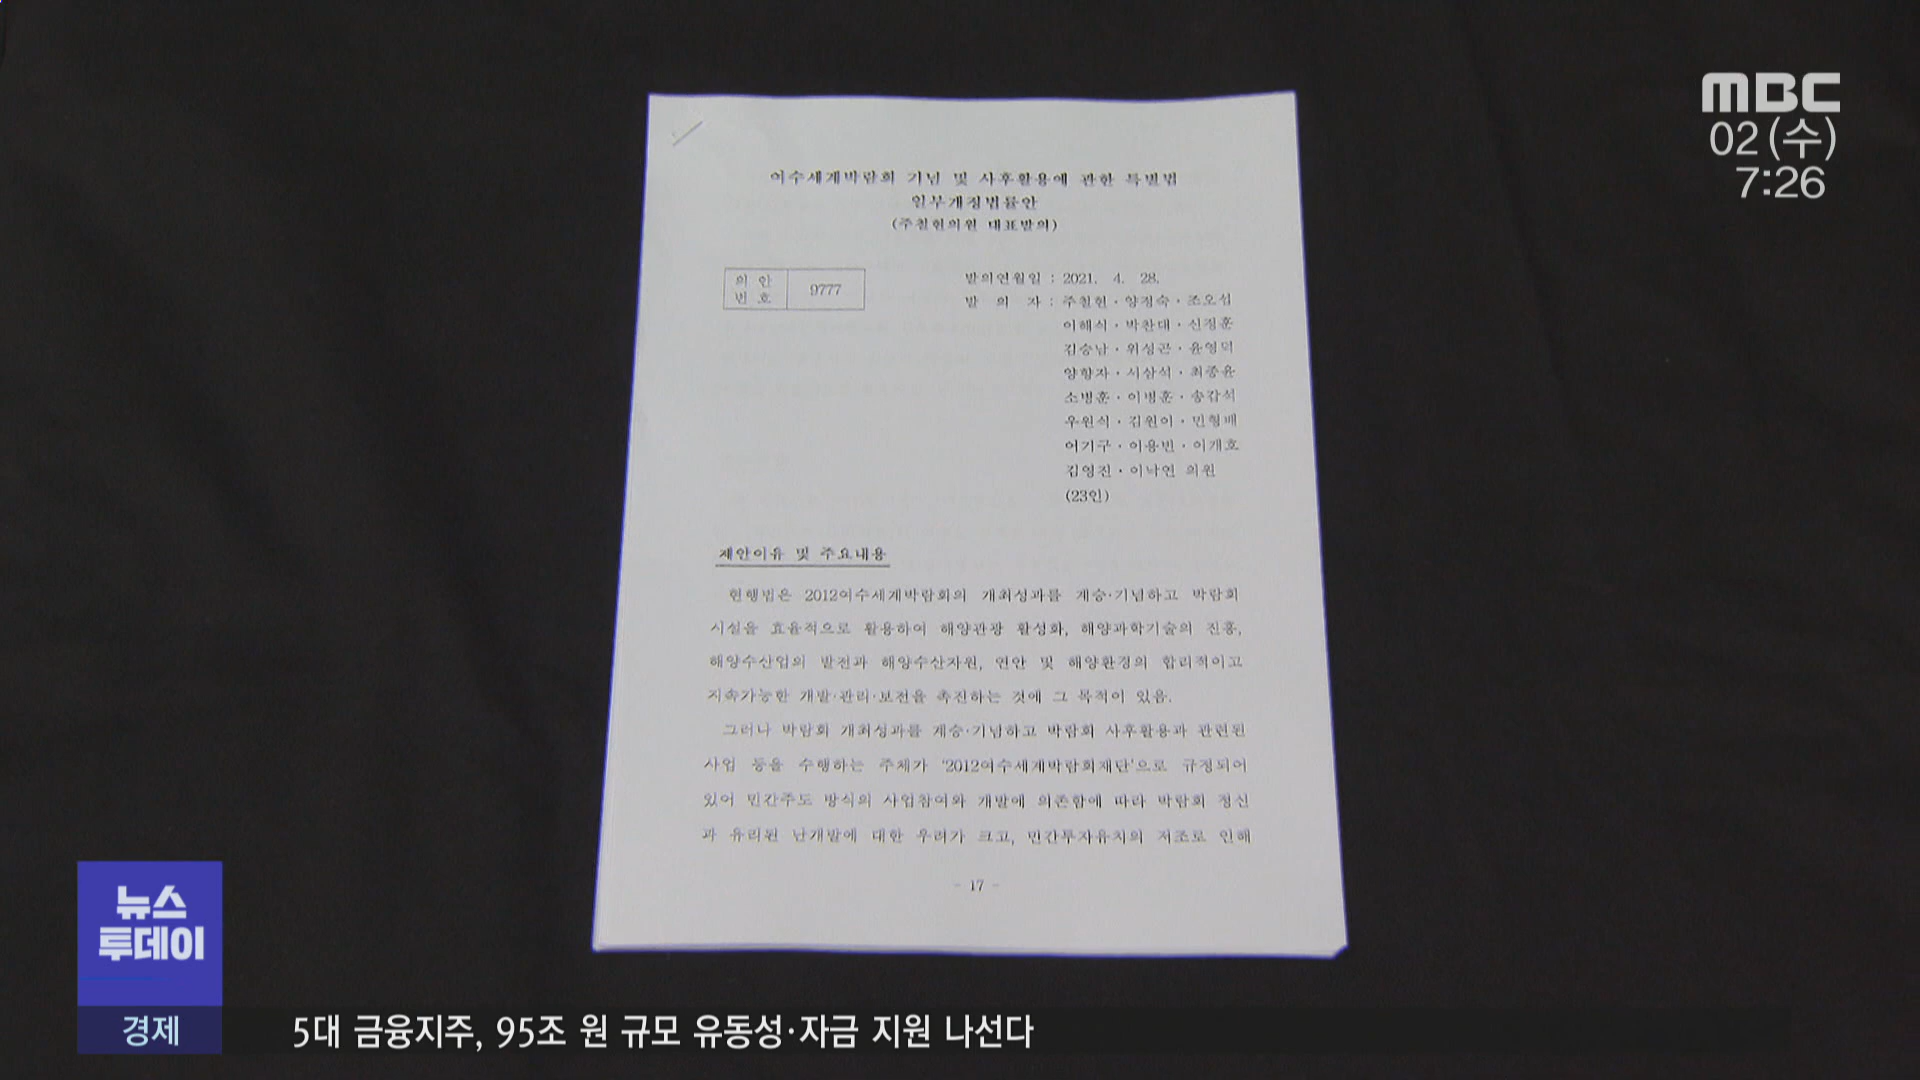 MBC
02 (수)
7:26
여수세계박람회 기념 및 사후활용에 관한 특별법
일부개정법률안
(주철현의원 대표발의)
의 안
번 호
9777
발의연월일 : 2021. 4. 28.
발 의 자 : 주철현·양정숙·조오섭
이해식·박찬대·신정훈
김승남·위성곤·윤영덕
양향자·서삼석·최종윤
소병훈·이병훈·송갑석
우원식·김원이·민형배
어기구·이용빈·이개호
김영진·이낙연 의원
(23인)
제안이유 및 주요내용
현행법은 2012여수세계박람회의 개최성과를 계승·기념하고 박람회
시설을 효율적으로 활용하여 해양관광 활성화, 해양과학기술의 진흥,
해양수산업의 발전과 해양수산자원, 연안 및 해양환경의 합리적이고
지속가능한 개발·관리·보전을 촉진하는 것에 그 목적이 있음.
그러나 박람회 개최성과를 계승·기념하고 박람회 사후활용과 관련된
사업 등을 수행하는 주체가 '2012여수세계박람회재단'으로 규정되어
있어 민간주도 방식의 사업참여와 개발에 의존함에 따라 박람회 정신
과 유리된 난개발에 대한 우려가 크고, 민간투자유치의 저조로 인해
- 17 -
뉴스
투데이
경제
5대 금융지주, 95조 원 규모 유동성·자금 지원 나선다